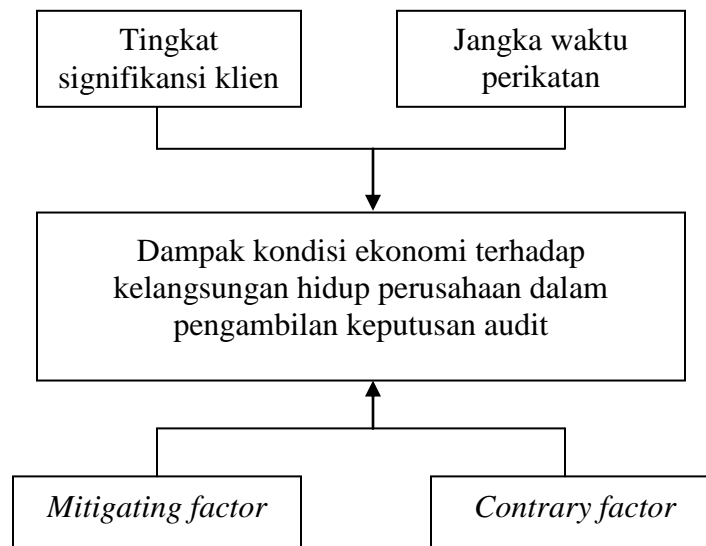 Tingkat
signifikansi klien
Jangka waktu
perikatan
Dampak kondisi ekonomi terhadap
kelangsungan hidup perusahaan dalam
pengambilan keputusan audit
Mitigating factor
Contrary factor